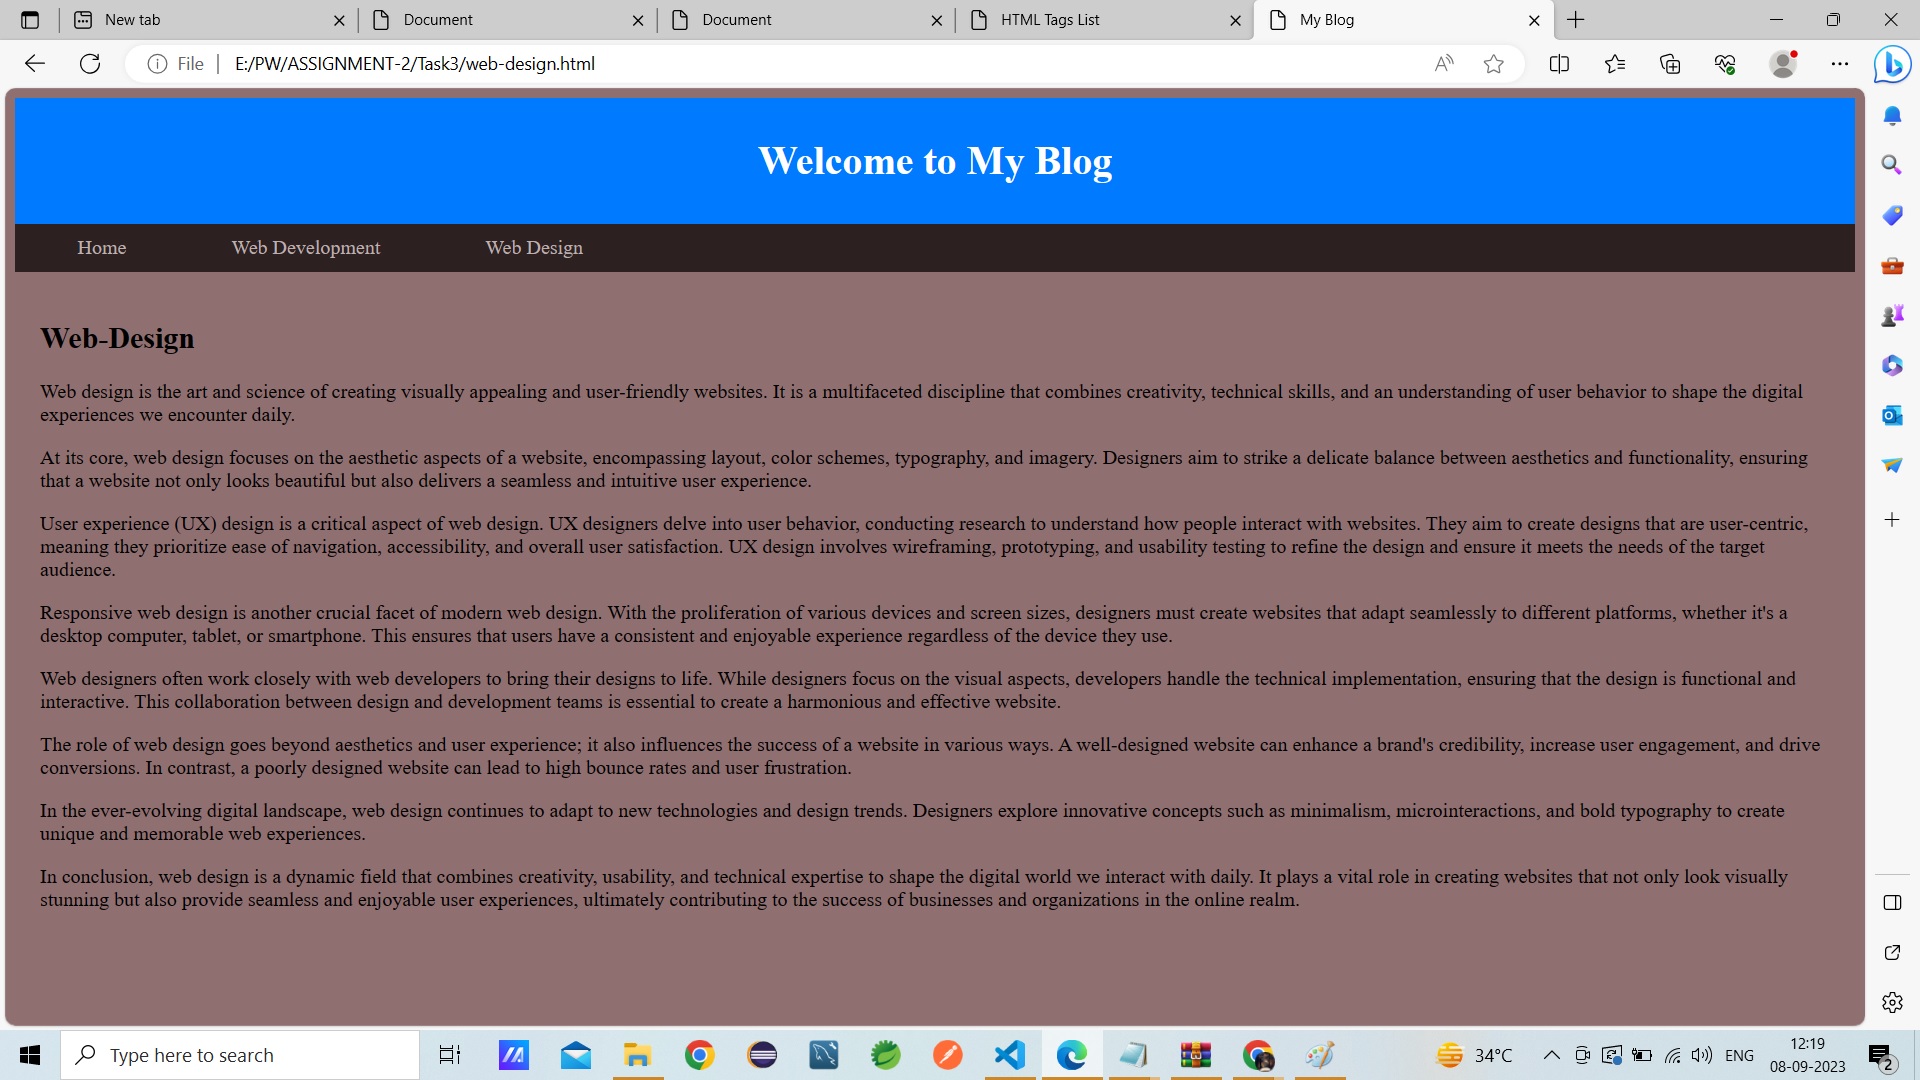 New tab
Document
Document
HTML Tags List
My Blog
File
E:/PW/ASSIGNMENT-2/Task3/web-design.html
Welcome to My Blog
Home
Web Development
Web Design
Web-Design
Web design is the art and science of creating visually appealing and user-friendly websites. It is a multifaceted discipline that combines creativity, technical skills, and an understanding of user behavior to shape the digital
experiences we encounter daily.
At its core, web design focuses on the aesthetic aspects of a website, encompassing layout, color schemes, typography, and imagery. Designers aim to strike a delicate balance between aesthetics and functionality, ensuring
that a website not only looks beautiful but also delivers a seamless and intuitive user experience.
User experience (UX) design is a critical aspect of web design. UX designers delve into user behavior, conducting research to understand how people interact with websites. They aim to create designs that are user-centric,
meaning they prioritize ease of navigation, accessibility, and overall user satisfaction. UX design involves wireframing, prototyping, and usability testing to refine the design and ensure it meets the needs of the target
audience.
Responsive web design is another crucial facet of modern web design. With the proliferation of various devices and screen sizes, designers must create websites that adapt seamlessly to different platforms, whether it's a
desktop computer, tablet, or smartphone. This ensures that users have a consistent and enjoyable experience regardless of the device they use.
Web designers often work closely with web developers to bring their designs to life. While designers focus on the visual aspects, developers handle the technical implementation, ensuring that the design is functional and
interactive. This collaboration between design and development teams is essential to create a harmonious and effective website.
The role of web design goes beyond aesthetics and user experience; it also influences the success of a website in various ways. A well-designed website can enhance a brand's credibility, increase user engagement, and drive
conversions. In contrast, a poorly designed website can lead to high bounce rates and user frustration.
In the ever-evolving digital landscape, web design continues to adapt to new technologies and design trends. Designers explore innovative concepts such as minimalism, microinteractions, and bold typography to create
unique and memorable web experiences.
In conclusion, web design is a dynamic field that combines creativity, usability, and technical expertise to shape the digital world we interact with daily. It plays a vital role in creating websites that not only look visually
stunning but also provide seamless and enjoyable user experiences, ultimately contributing to the success of businesses and organizations in the online realm.
Type here to search
34°C
ENG
12:19
08-09-2023
2